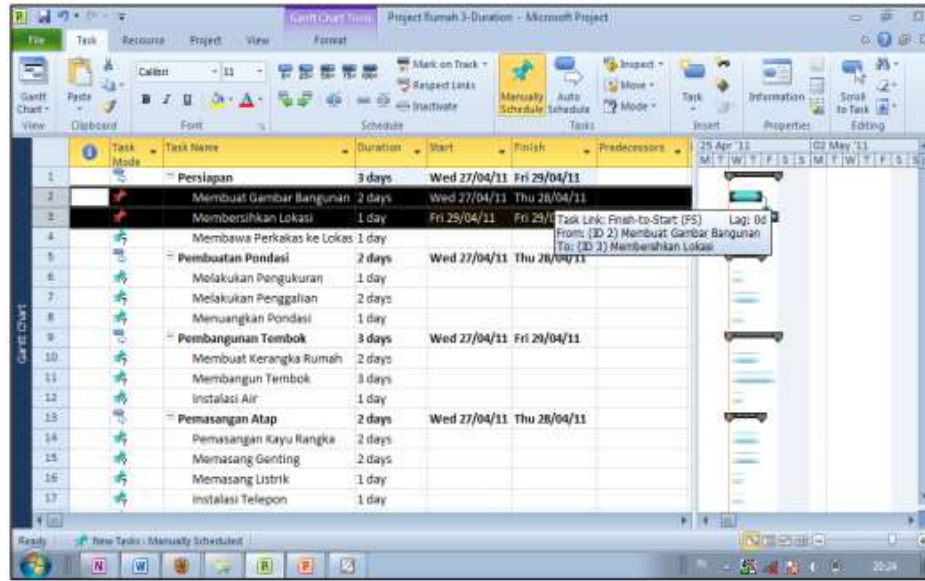 Gantt Chart Tools Project Rumah 3-Duration - Microsoft Project
File Task Resource Project View Format
Calibri 11 Mark on Track Inspect
Respect Links Move
Gantt Chart Paste B I U Inactivate Manually Schedule Auto Schedule Mode Task Information Scroll to Task
View Clipboard Font Schedule Tasks Insert Properties Editing
Task Mode Task Name Duration Start Finish Predecessors 25 Apr '11 02 May '11
M T W T F S S M T W T F S S
1 Persiapan 3 days Wed 27/04/11 Fri 29/04/11
2 Membuat Gambar Bangunan 2 days Wed 27/04/11 Thu 28/04/11
3 Membersihkan Lokasi 1 day Fri 29/04/11 Fri 29/0
Task Link: Finish-to-Start (FS) Lag: 0d
From: (ID 2) Membuat Gambar Bangunan
To: (ID 3) Membersihkan Lokasi
4 Membawa Perkakas ke Lokas 1 day
5 Pembuatan Pondasi 2 days Wed 27/04/11 Thu 28/04/11
6 Melakukan Pengukuran 1 day
7 Melakukan Penggalian 2 days
8 Menuangkan Pondasi 1 day
9 Pembangunan Tembok 3 days Wed 27/04/11 Fri 29/04/11
10 Membuat Kerangka Rumah 2 days
11 Membangun Tembok 3 days
12 Instalasi Air 1 day
13 Pemasangan Atap 2 days Wed 27/04/11 Thu 28/04/11
14 Pemasangan Kayu Rangka 2 days
15 Memasang Genting 2 days
16 Memasang Listrik 1 day
17 Instalasi Telepon 1 day
Gantt Chart
Ready New Tasks : Manually Scheduled
20:24